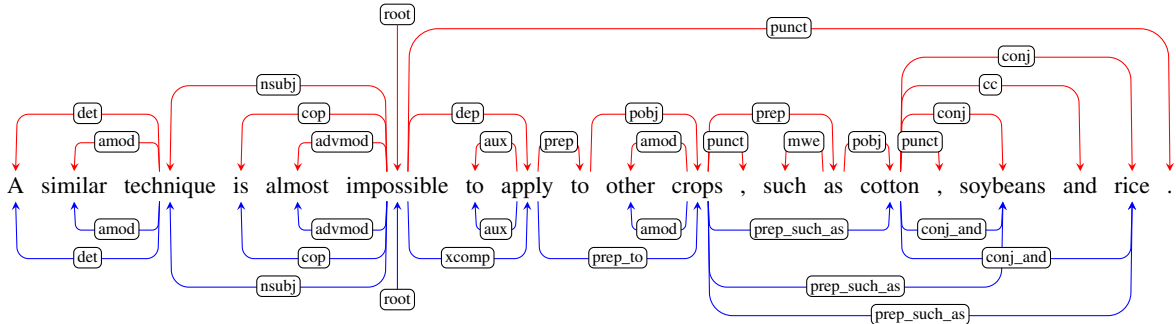 root
punct
conj
nsubj cc
det cop dep pobj prep conj
amod advmod aux prep amod punct mwe pobj punct
A similar technique is almost impossible to apply to other crops , such as cotton , soybeans and rice .
amod advmod aux amod prep_such_as conj_and
det cop xcomp prep_to conj_and
nsubj prep_such_as
root
prep_such_as